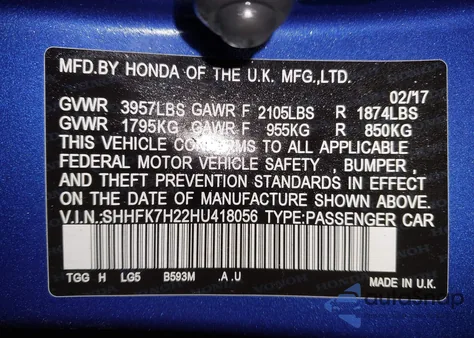 MFD.BY HONDA OF THE U.K. MFG.,LTD.
02/17
GVWR 3957LBS GAWR F 2105LBS R 1874LBS
GVWR 1795KG GAWR F 955KG R 850KG
THIS VEHICLE CONFORMS TO ALL APPLICABLE
FEDERAL MOTOR VEHICLE SAFETY , BUMPER ,
AND THEFT PREVENTION STANDARDS IN EFFECT
ON THE DATE OF MANUFACTURE SHOWN ABOVE.
V.I.N:SHHFK7H22HU418056 TYPE:PASSENGER CAR
TGG H LG5 B593M .A.U MADE IN U.K.
autosnap